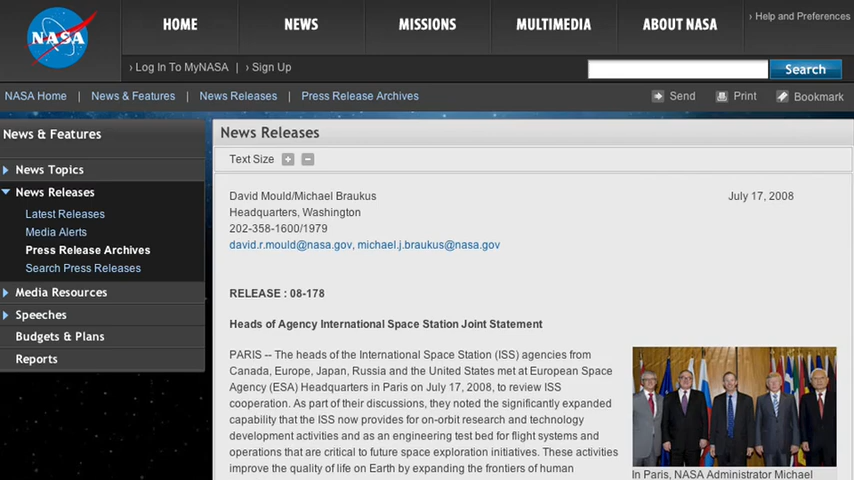 NASA
HOME
NEWS
MISSIONS
MULTIMEDIA
ABOUT NASA
› Help and Preferences
› Log In To MyNASA | › Sign Up
Search
NASA Home | News & Features | News Releases | Press Release Archives
Send
Print
Bookmark
News & Features
News Topics
News Releases
Latest Releases
Media Alerts
Press Release Archives
Search Press Releases
Media Resources
Speeches
Budgets & Plans
Reports
News Releases
Text Size + −
David Mould/Michael Braukus
July 17, 2008
Headquarters, Washington
202-358-1600/1979
david.r.mould@nasa.gov, michael.j.braukus@nasa.gov
RELEASE : 08-178
Heads of Agency International Space Station Joint Statement
PARIS -- The heads of the International Space Station (ISS) agencies from
Canada, Europe, Japan, Russia and the United States met at European Space
Agency (ESA) Headquarters in Paris on July 17, 2008, to review ISS
cooperation. As part of their discussions, they noted the significantly expanded
capability that the ISS now provides for on-orbit research and technology
development activities and as an engineering test bed for flight systems and
operations that are critical to future space exploration initiatives. These activities
improve the quality of life on Earth by expanding the frontiers of human
In Paris, NASA Administrator Michael